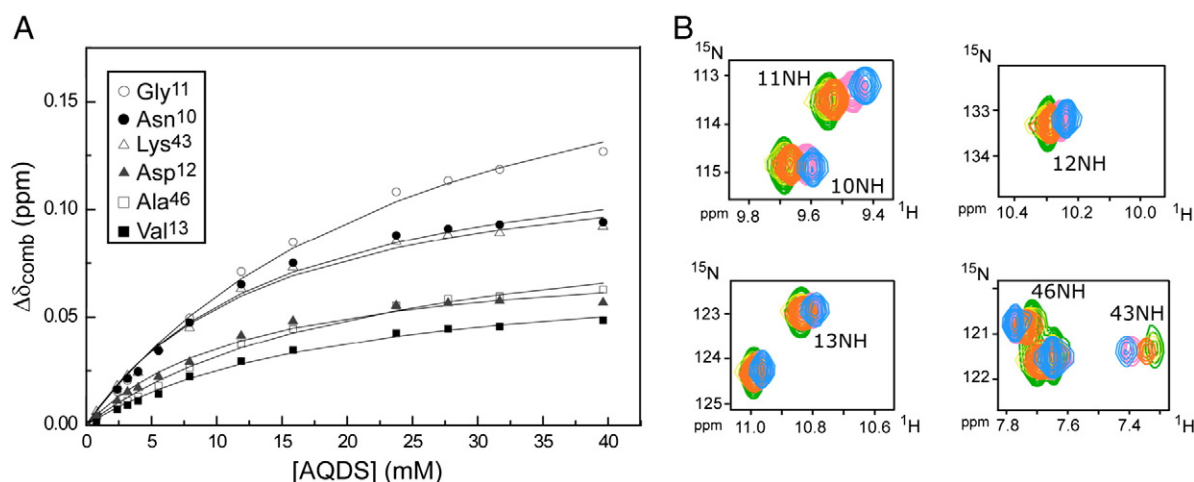 A
Δδcomb (ppm)
0.15
0.10
0.05
0.00
Gly¹¹
Asn¹⁰
Lys⁴³
Asp¹²
Ala⁴⁶
Val¹³
0 5 10 15 20 25 30 35 40
[AQDS] (mM)
B
¹⁵N
113
114
115
11NH
10NH
ppm
9.8 9.6 9.4
¹H
¹⁵N
133
134
12NH
ppm
10.4 10.2 10.0
¹H
¹⁵N
123
124
125
13NH
ppm
11.0 10.8 10.6
¹H
¹⁵N
121
122
46NH
43NH
ppm
7.8 7.6 7.4
¹H